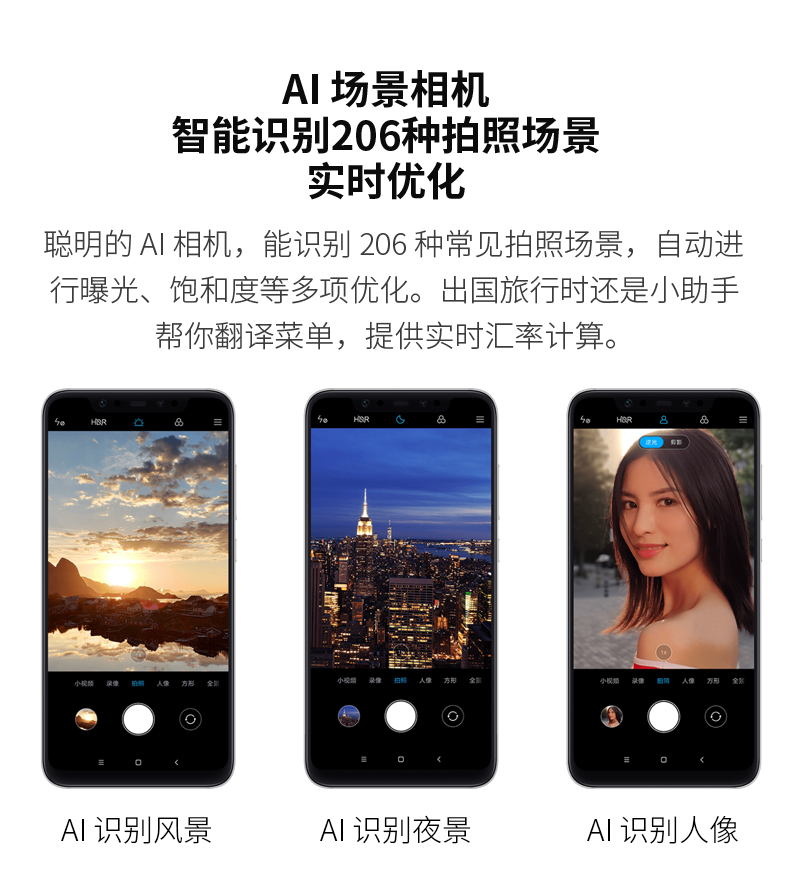 AI 场景相机
智能识别206种拍照场景
实时优化
聪明的 AI 相机，能识别 206 种常见拍照场景，自动进
行曝光、饱和度等多项优化。出国旅行时还是小助手
帮你翻译菜单，提供实时汇率计算。
HDR
HDR
HDR
逆光 剪影
1x
小视频 录像 拍照 人像 方形 全景
小视频 录像 拍照 人像 方形 全景
小视频 录像 拍照 人像 方形 全景
AI 识别风景
AI 识别夜景
AI 识别人像